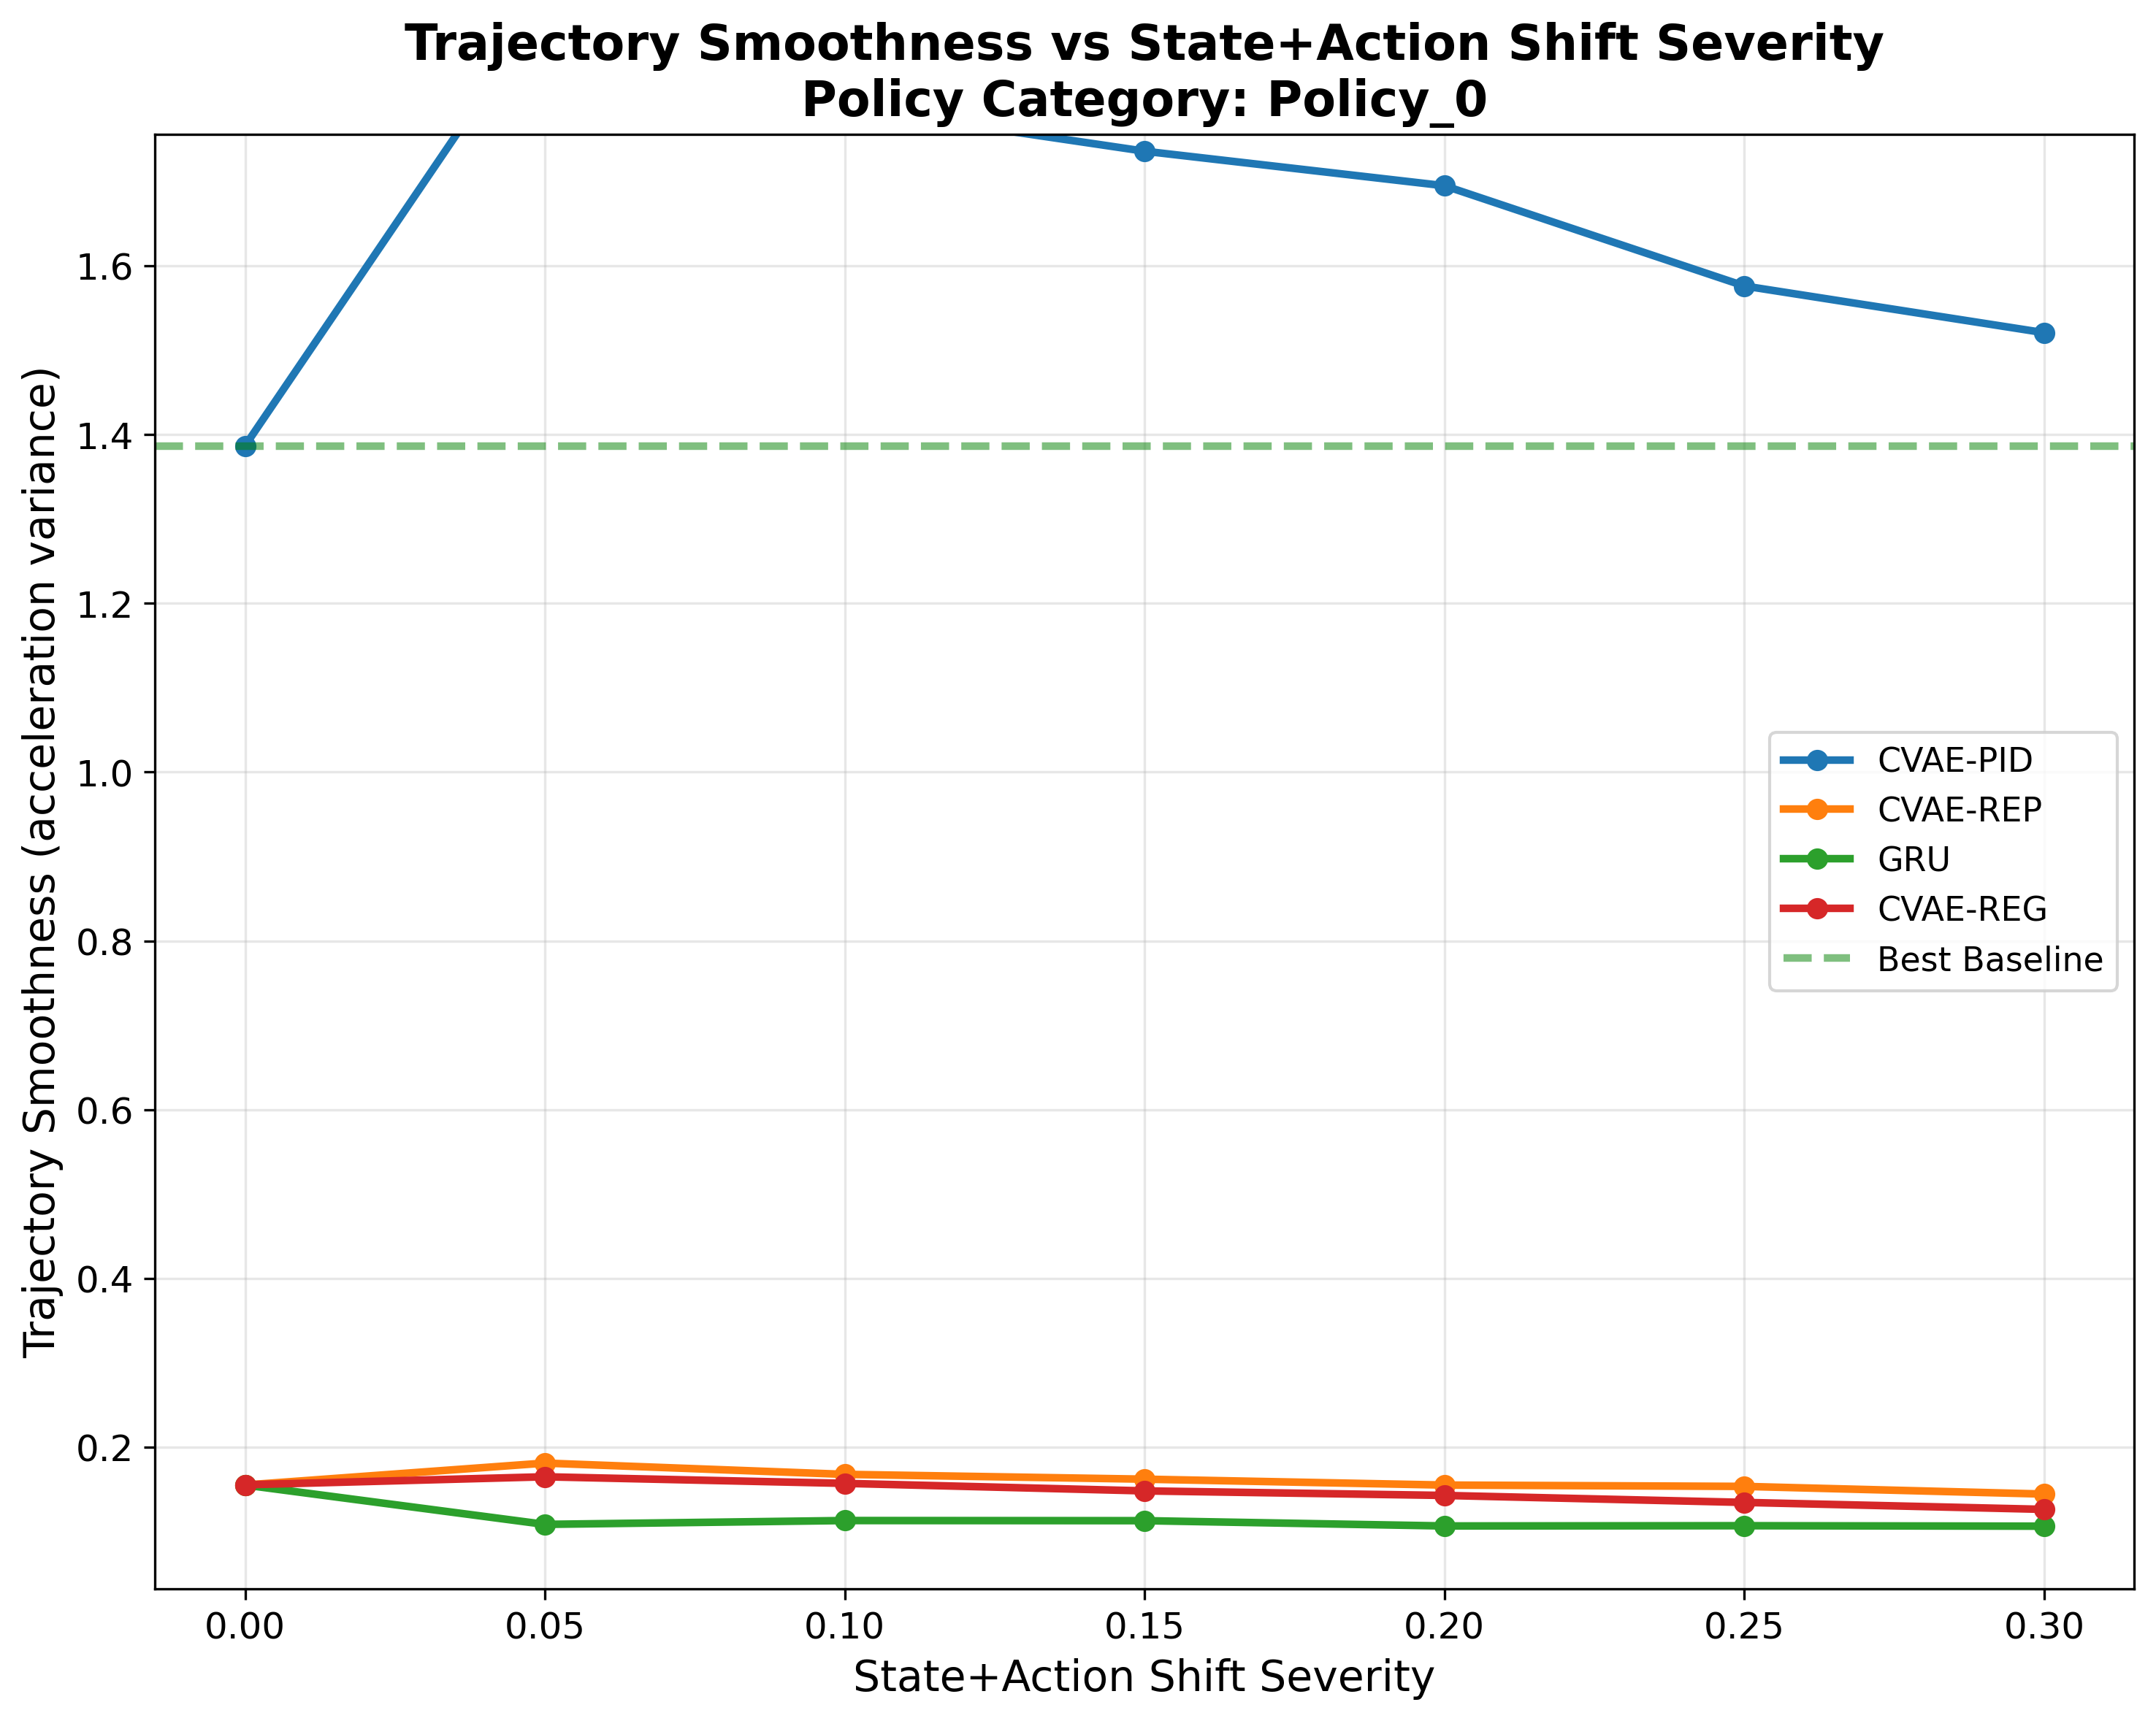 Trajectory Smoothness vs State+Action Shift Severity
Policy Category: Policy_0
Trajectory Smoothness (acceleration variance)
1.6
1.4
1.2
1.0
0.8
0.6
0.4
0.2
CVAE-PID
CVAE-REP
GRU
CVAE-REG
Best Baseline
0.00 0.05 0.10 0.15 0.20 0.25 0.30
State+Action Shift Severity